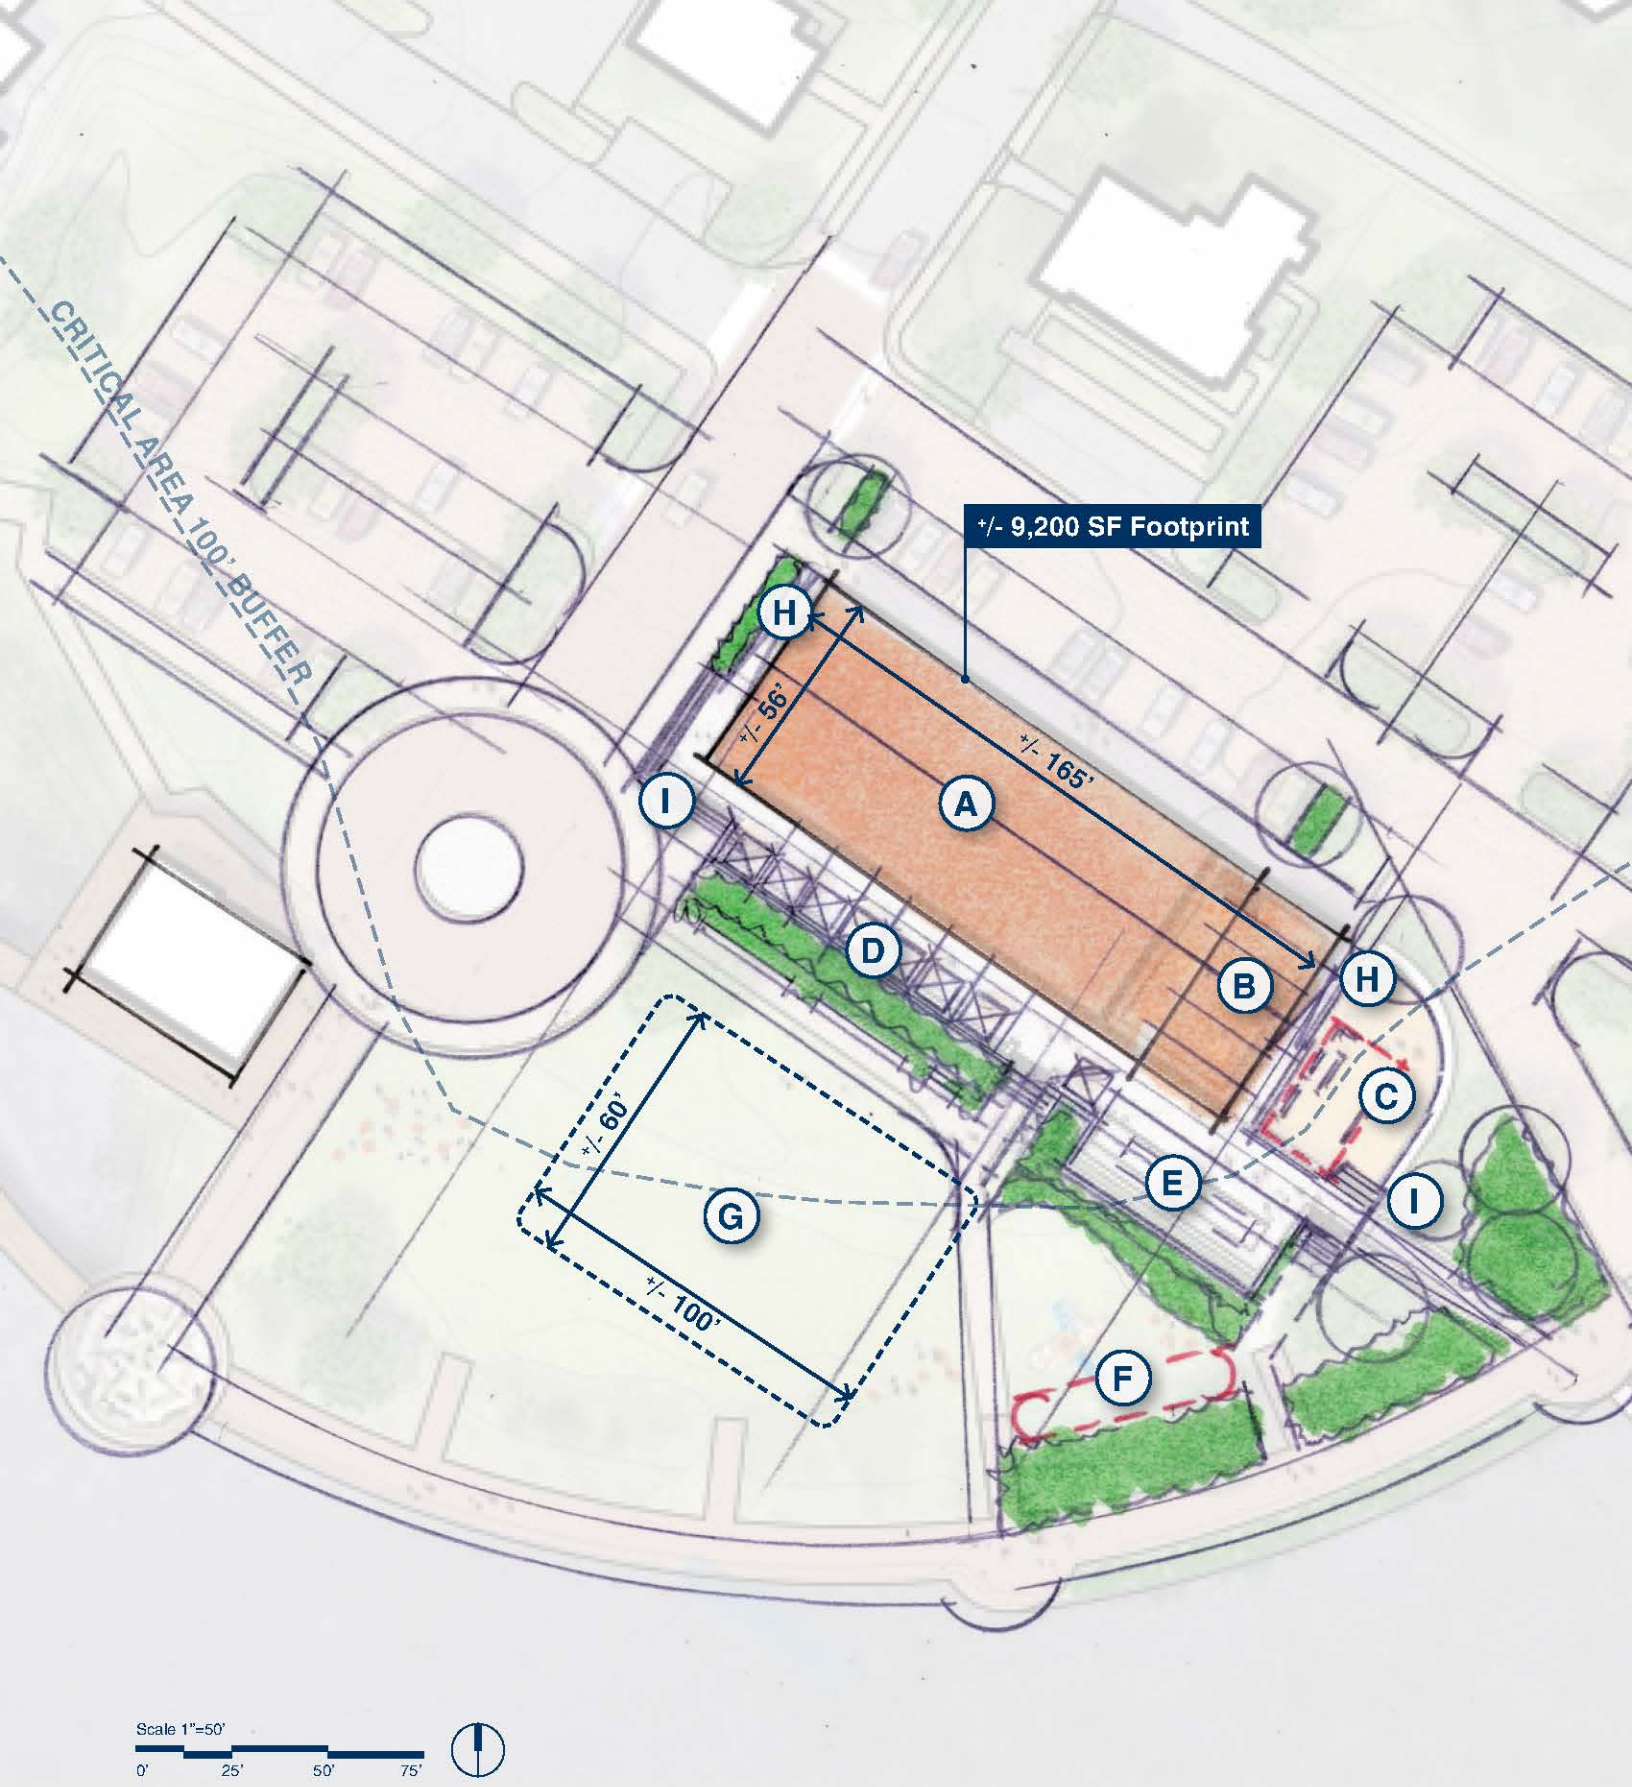 CRITICAL AREA 100' BUFFER
+/- 9,200 SF Footprint
H
+/- 56'
+/- 165'
I
A
D
B
H
C
+/- 60'
E
I
G
+/- 100'
F
Scale 1"=50'
0' 25' 50' 75'